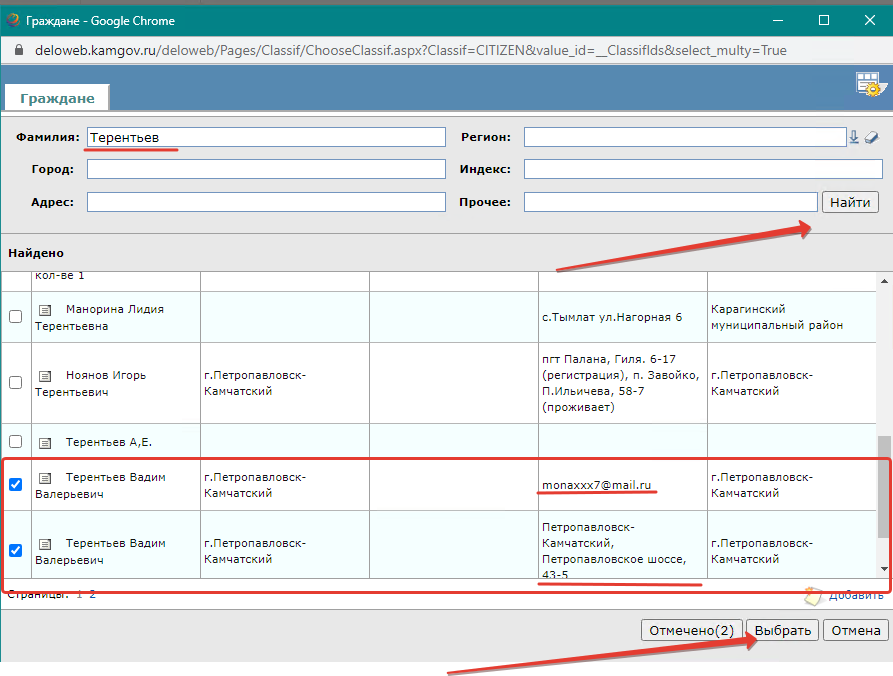 Граждане - Google Chrome
deloweb.kamgov.ru/deloweb/Pages/Classif/ChooseClassif.aspx?Classif=CITIZEN&value_id=__ClassifIds&select_multy=True
Граждане
Фамилия: Терентьев Регион:
Город: Индекс:
Адрес: Прочее: Найти
Найдено
кол-ве 1
Манорина Лидия
Терентьевна
с.Тымлат ул.Нагорная 6
Карагинский
муниципальный район
Ноянов Игорь
Терентьевич
г.Петропавловск-
Камчатский
пгт Палана, Гиля. 6-17
(регистрация), п. Завойко,
П.Ильичева, 58-7
(проживает)
г.Петропавловск-
Камчатский
Терентьев А,Е.
Терентьев Вадим
Валерьевич
г.Петропавловск-
Камчатский
monaxxx7@mail.ru
г.Петропавловск-
Камчатский
Терентьев Вадим
Валерьевич
г.Петропавловск-
Камчатский
Петропавловск-
Камчатский,
Петропавловское шоссе,
43-5
г.Петропавловск-
Камчатский
Страницы: 1 2 Добавить
Отмечено(2) Выбрать Отмена